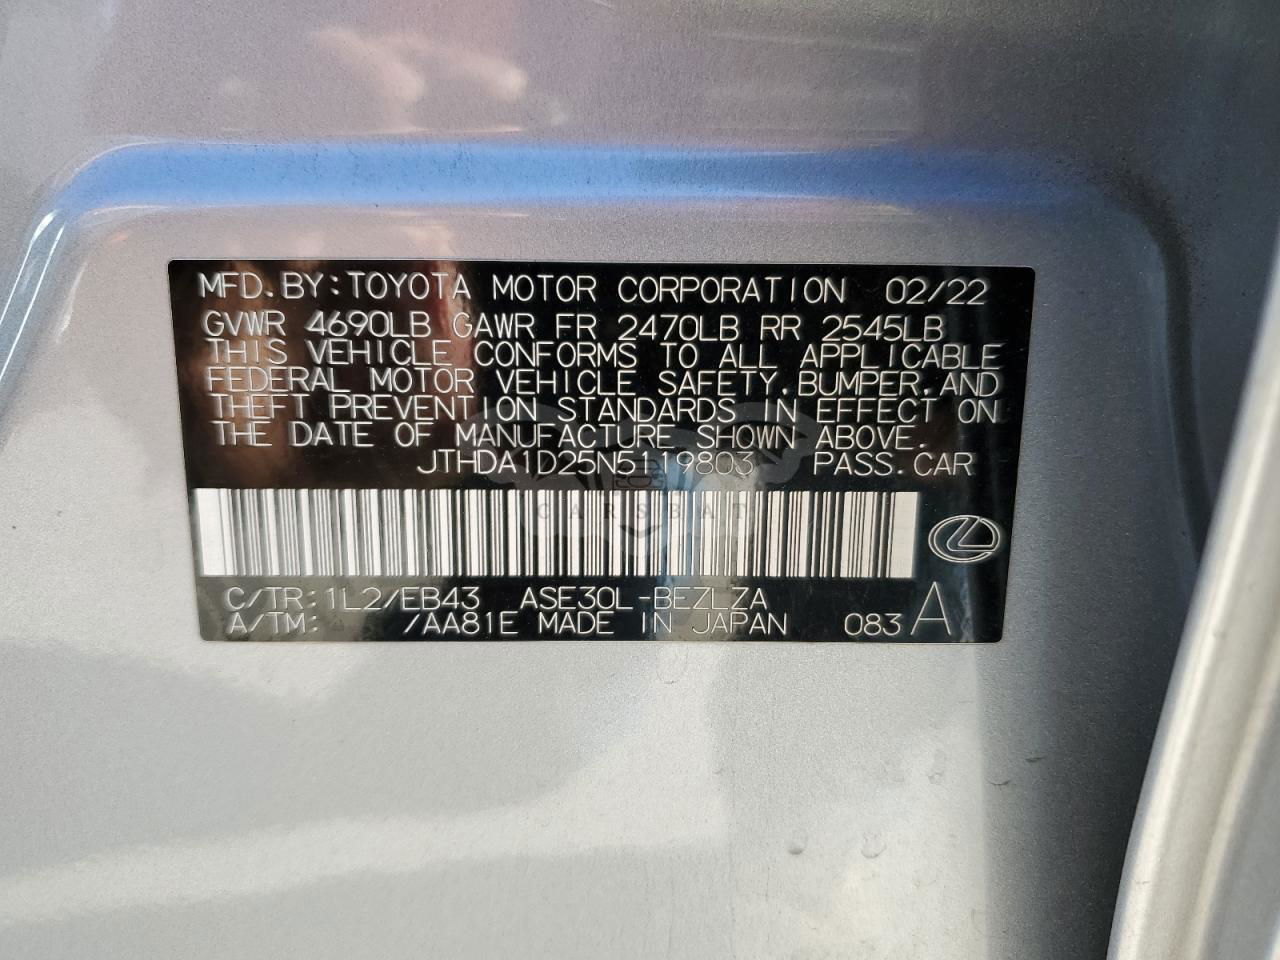 MFD.BY:TOYOTA MOTOR CORPORATION 02/22
GVWR 4690LB GAWR FR 2470LB RR 2545LB
THIS VEHICLE CONFORMS TO ALL APPLICABLE
FEDERAL MOTOR VEHICLE SAFETY,BUMPER,AND
THEFT PREVENTION STANDARDS IN EFFECT ON
THE DATE OF MANUFACTURE SHOWN ABOVE.
JTHDA1D25N5119803 PASS.CAR
CARSBAT
C/TR:1L2/EB43 ASE30L-BEZLZA
A/TM: /AA81E MADE IN JAPAN 083 A